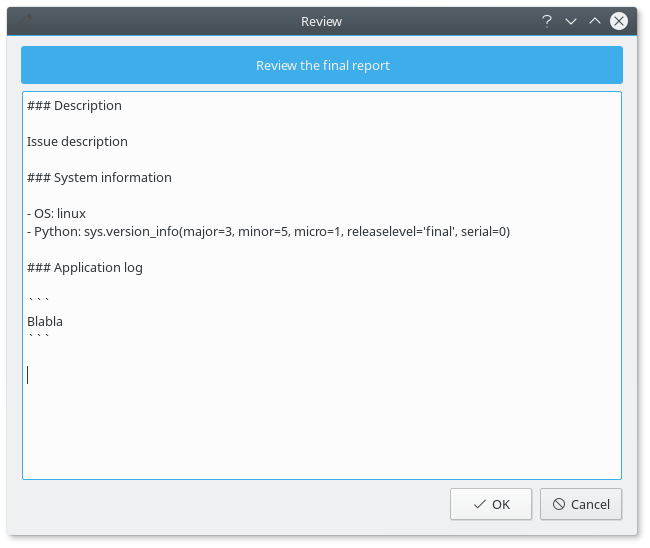 Review
Review the final report
### Description
Issue description
### System information
- OS: linux
- Python: sys.version_info(major=3, minor=5, micro=1, releaselevel='final', serial=0)
### Application log
```
Blabla
```
OK
Cancel